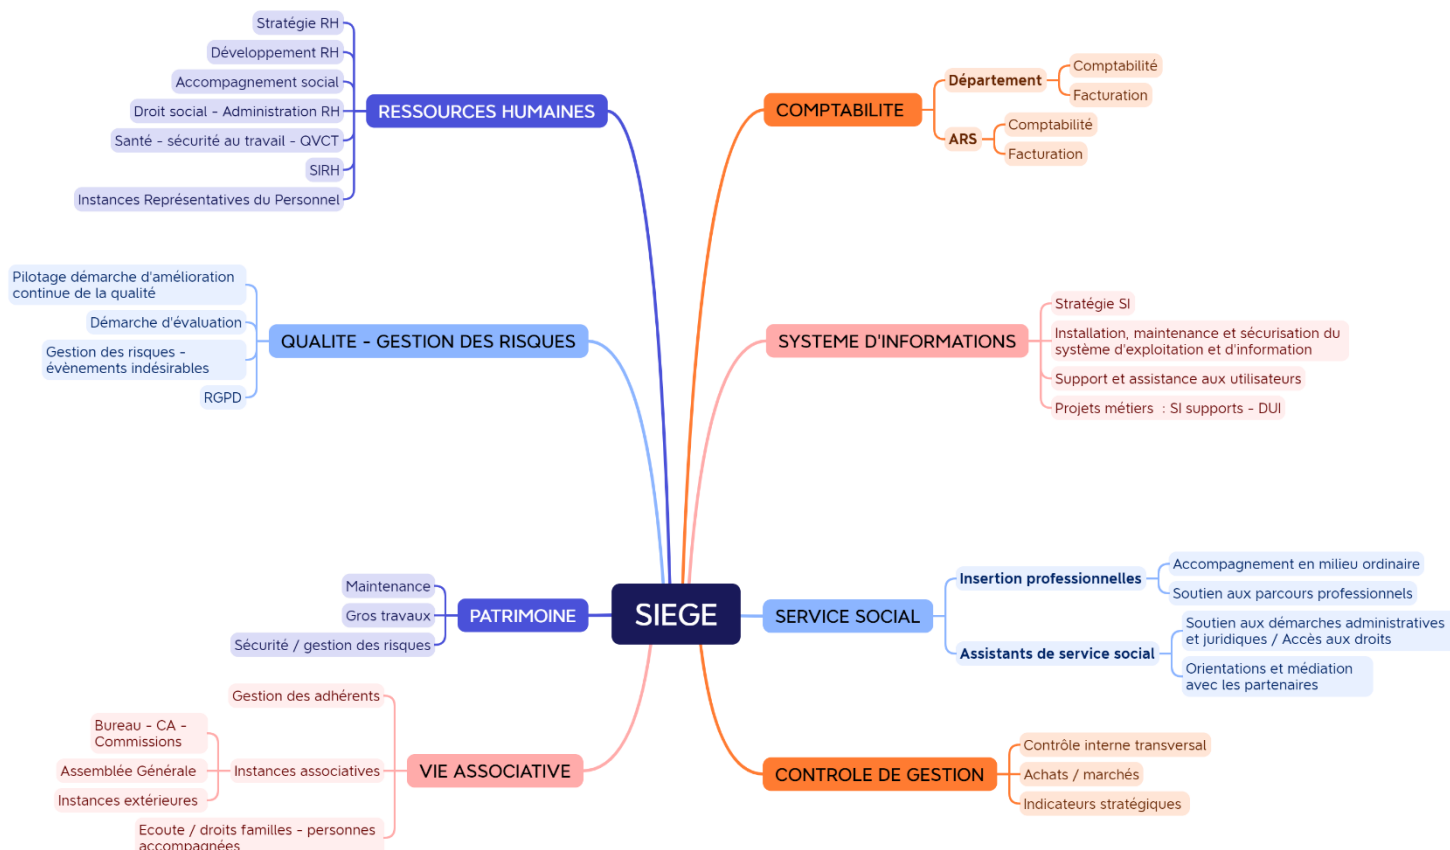 SIEGE
RESSOURCES HUMAINES
Stratégie RH
Développement RH
Accompagnement social
Droit social - Administration RH
Santé - sécurité au travail - QVCT
SIRH
Instances Représentatives du Personnel
QUALITE - GESTION DES RISQUES
Pilotage démarche d'amélioration
continue de la qualité
Démarche d'évaluation
Gestion des risques -
évènements indésirables
RGPD
PATRIMOINE
Maintenance
Gros travaux
Sécurité / gestion des risques
VIE ASSOCIATIVE
Gestion des adhérents
Instances associatives
Bureau - CA -
Commissions
Assemblée Générale
Instances extérieures
Ecoute / droits familles - personnes
accompagnées
COMPTABILITE
Département
Comptabilité
Facturation
ARS
Comptabilité
Facturation
SYSTEME D'INFORMATIONS
Stratégie SI
Installation, maintenance et sécurisation du
système d'exploitation et d'information
Support et assistance aux utilisateurs
Projets métiers : SI supports - DUI
SERVICE SOCIAL
Insertion professionnelles
Accompagnement en milieu ordinaire
Soutien aux parcours professionnels
Assistants de service social
Soutien aux démarches administratives
et juridiques / Accès aux droits
Orientations et médiation
avec les partenaires
CONTROLE DE GESTION
Contrôle interne transversal
Achats / marchés
Indicateurs stratégiques